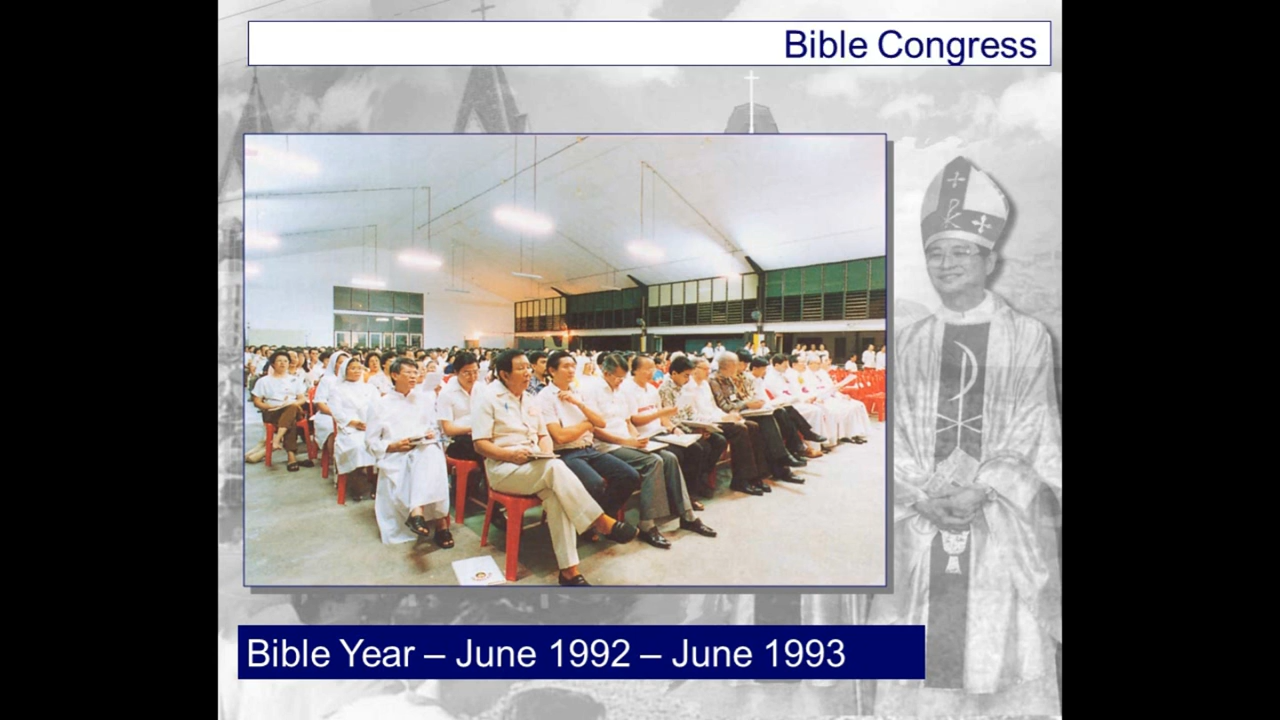 Bible Congress
Bible Year – June 1992 – June 1993